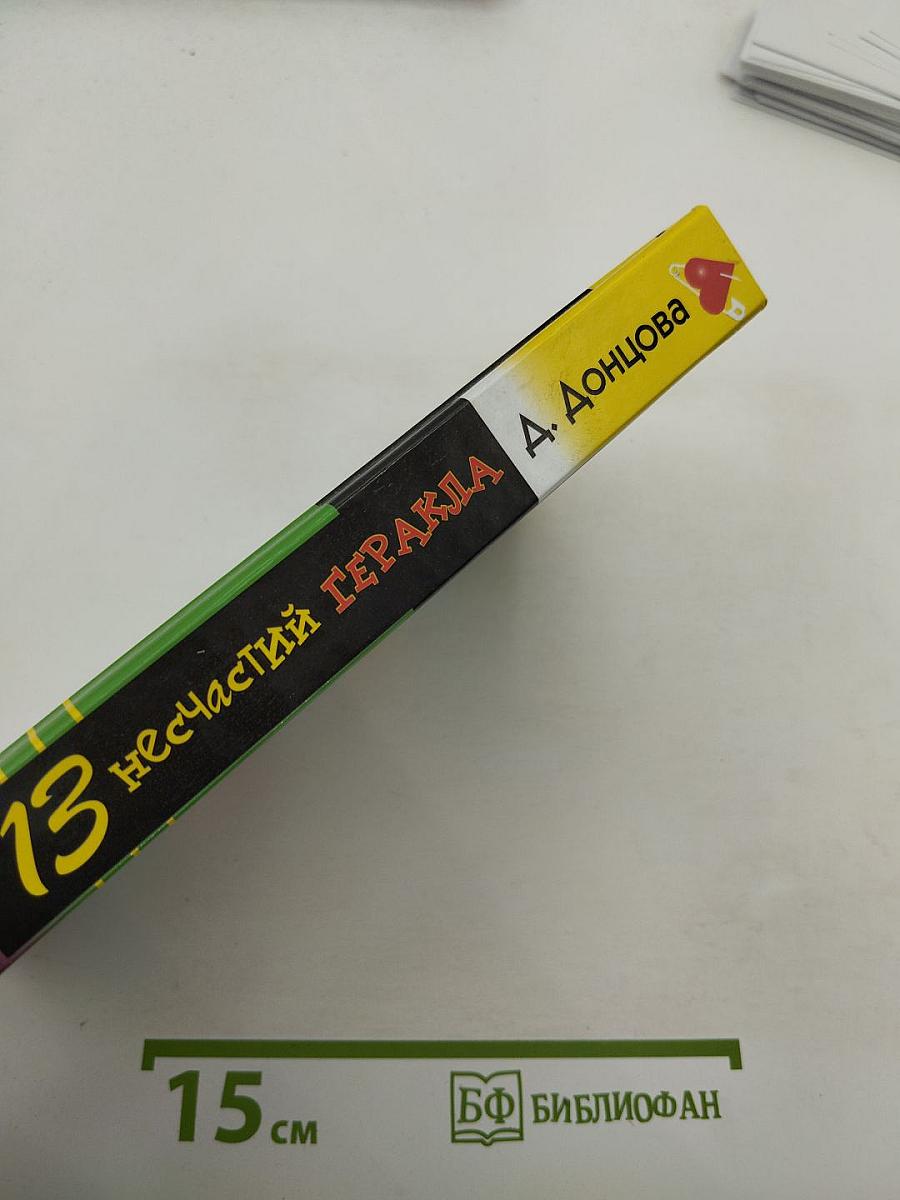 Д. Донцова
13 несчастий ГЕРАКЛА
15 см
БФ БИБЛИОФАН